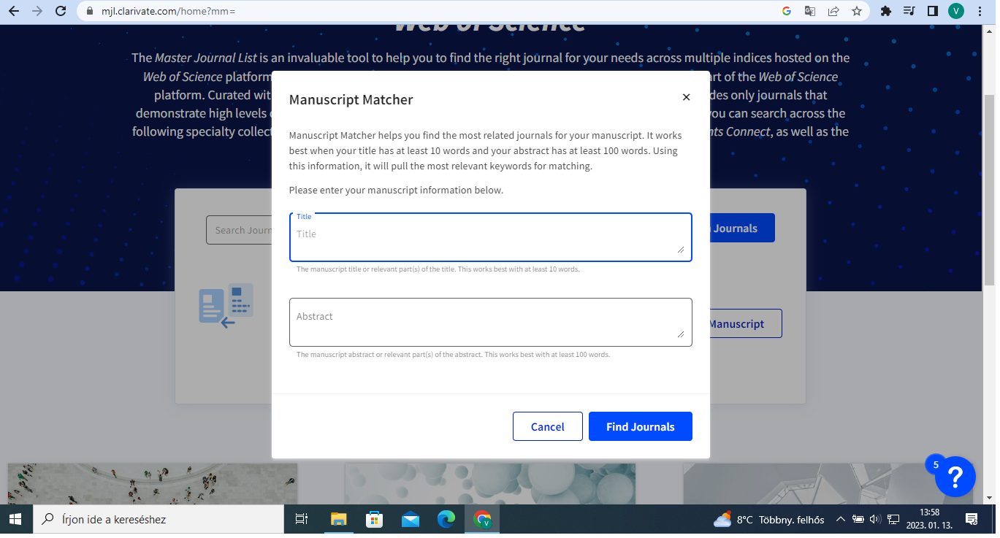 mjl.clarivate.com/home?mm=
V
Web of Science
The Master Journal List is an invaluable tool to help you to find the right journal for your needs across multiple indices hosted on the
Web of Science platform
art of the Web of Science
platform. Curated wit
des only journals that
demonstrate high levels
you can search across the
following specialty collect
nts Connect, as well as the
Manuscript Matcher
Manuscript Matcher helps you find the most related journals for your manuscript. It works
best when your title has at least 10 words and your abstract has at least 100 words. Using
this information, it will pull the most relevant keywords for matching.
Please enter your manuscript information below.
Search Journ
Title
Title
Journals
The manuscript title or relevant part(s) of the title. This works best with at least 10 words.
Abstract
Manuscript
The manuscript abstract or relevant part(s) of the abstract. This works best with at least 100 words.
Cancel
Find Journals
5
?
Írjon ide a kereséshez
V
8°C Többny. felhős
13:58
2023. 01. 13.